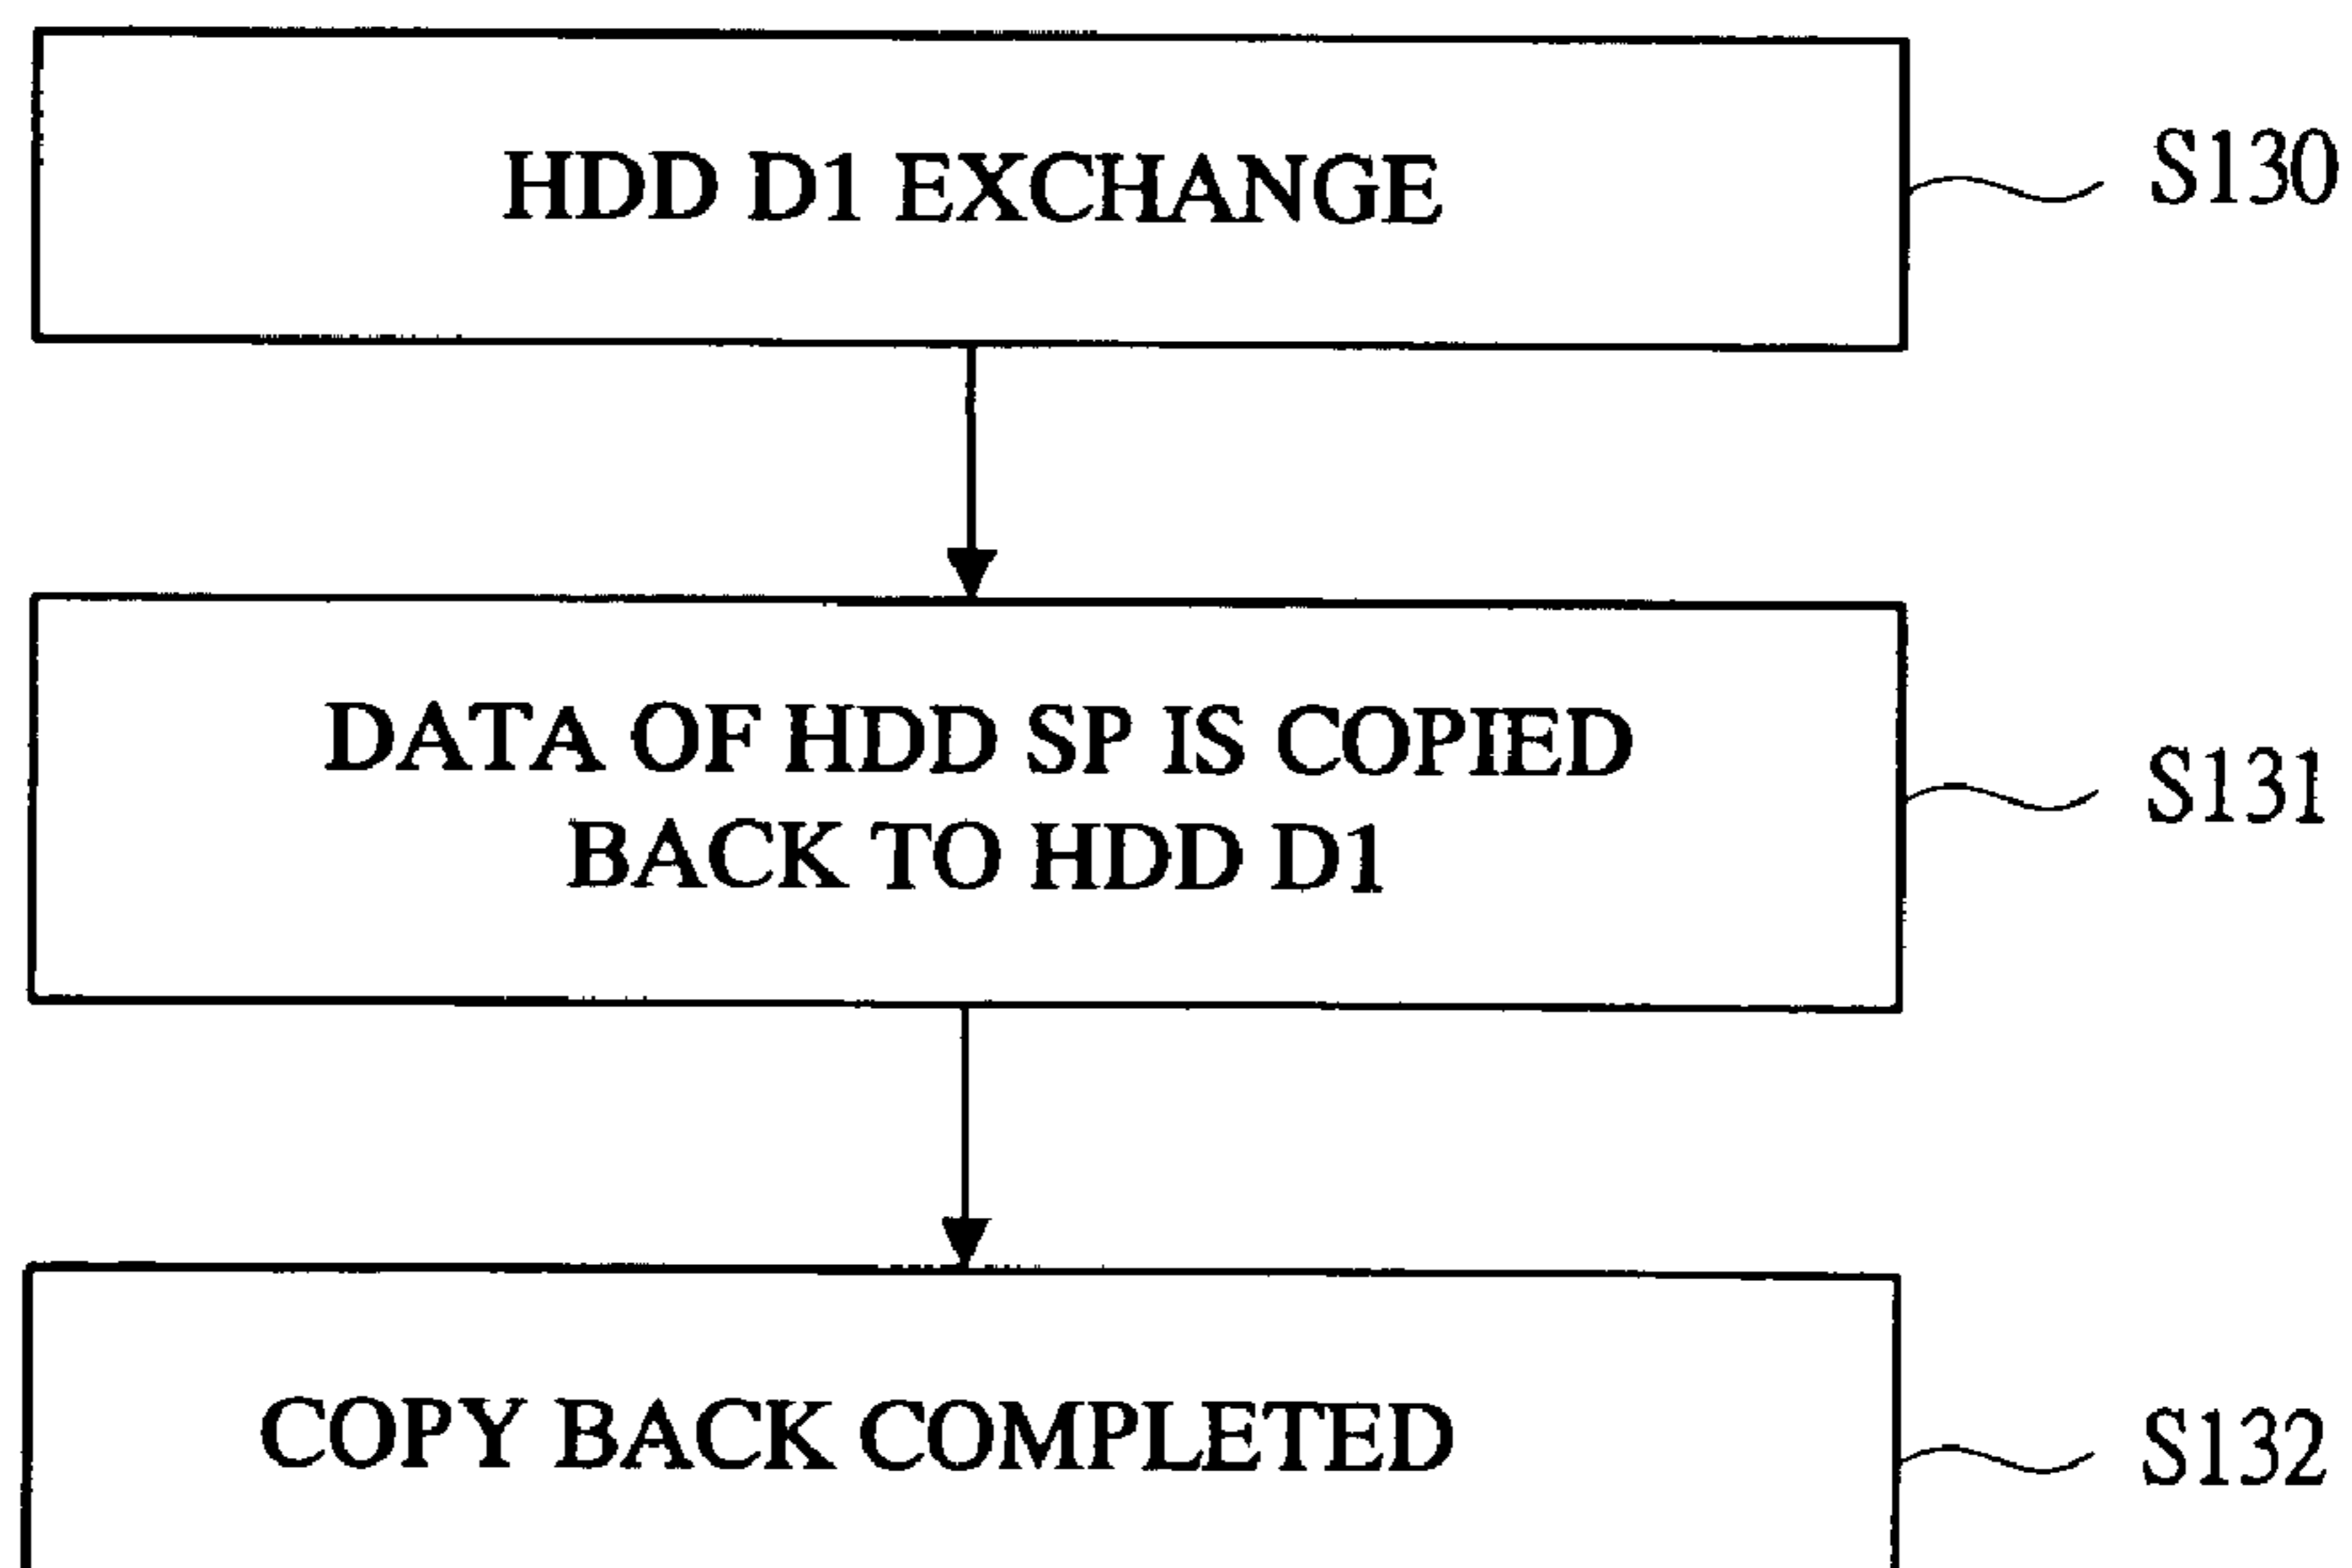 HDD D1 EXCHANGE
S130
DATA OF HDD SP IS COPIED
BACK TO HDD D1
S131
COPY BACK COMPLETED
S132